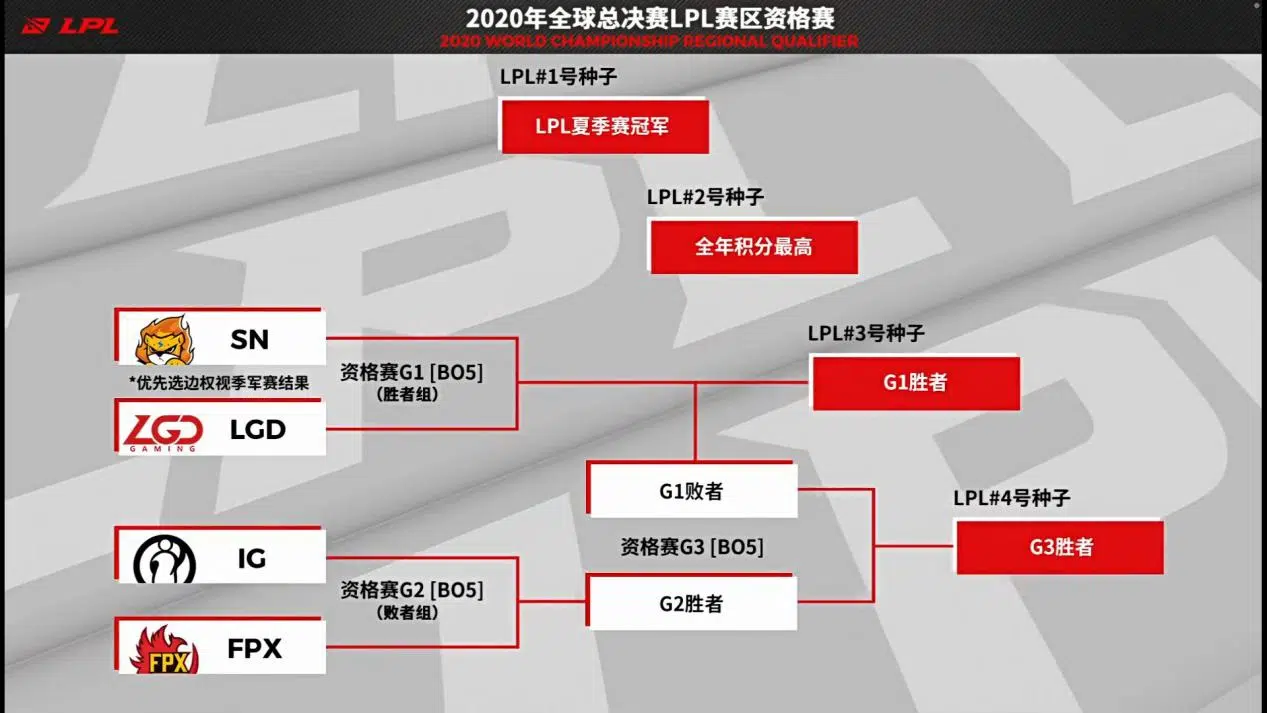 LPL
2020年全球总决赛LPL赛区资格赛
2020 WORLD CHAMPIONSHIP REGIONAL QUALIFIER
LPL#1号种子
LPL夏季赛冠军
LPL#2号种子
全年积分最高
SN
*优先选边权视季军赛结果
LGD
GAMING
LGD
资格赛G1 [BO5]
（胜者组）
LPL#3号种子
G1胜者
IG
FPX
FPX
资格赛G2 [BO5]
（败者组）
G1败者
资格赛G3 [BO5]
G2胜者
LPL#4号种子
G3胜者